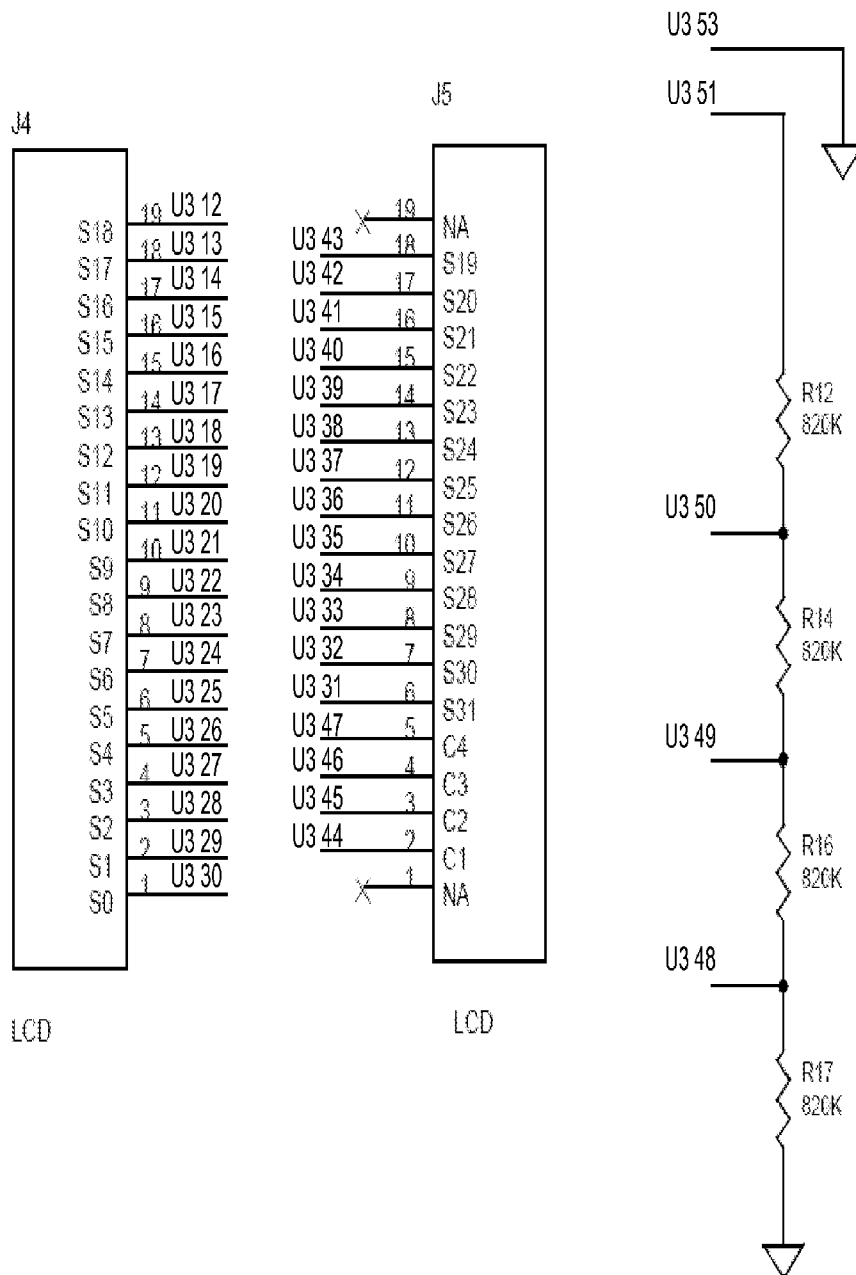 U3 53
U3 51
J4
J5
S18 19 U3 12
S17 18 U3 13
S16 17 U3 14
S15 16 U3 15
S14 15 U3 16
S13 14 U3 17
S12 13 U3 18
S11 12 U3 19
S10 11 U3 20
S9 10 U3 21
S8 9 U3 22
S7 8 U3 23
S6 7 U3 24
S5 6 U3 25
S4 5 U3 26
S3 4 U3 27
S2 3 U3 28
S1 2 U3 29
S0 1 U3 30
LCD
19 NA
U3 43 18 S19
U3 42 17 S20
U3 41 16 S21
U3 40 15 S22
U3 39 14 S23
U3 38 13 S24
U3 37 12 S25
U3 36 11 S26
U3 35 10 S27
U3 34 9 S28
U3 33 8 S29
U3 32 7 S30
U3 31 6 S31
U3 47 5 C4
U3 46 4 C3
U3 45 3 C2
U3 44 2 C1
1 NA
LCD
R12
820K
U3 50
R14
820K
U3 49
R16
820K
U3 48
R17
820K